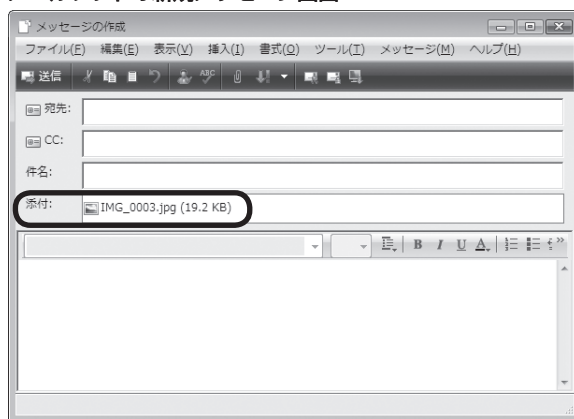 メッセージの作成
ファイル(F) 編集(E) 表示(V) 挿入(I) 書式(O) ツール(T) メッセージ(M) ヘルプ(H)
送信 ABC
宛先:
CC:
件名:
添付: IMG_0003.jpg (19.2 KB)
B I U A